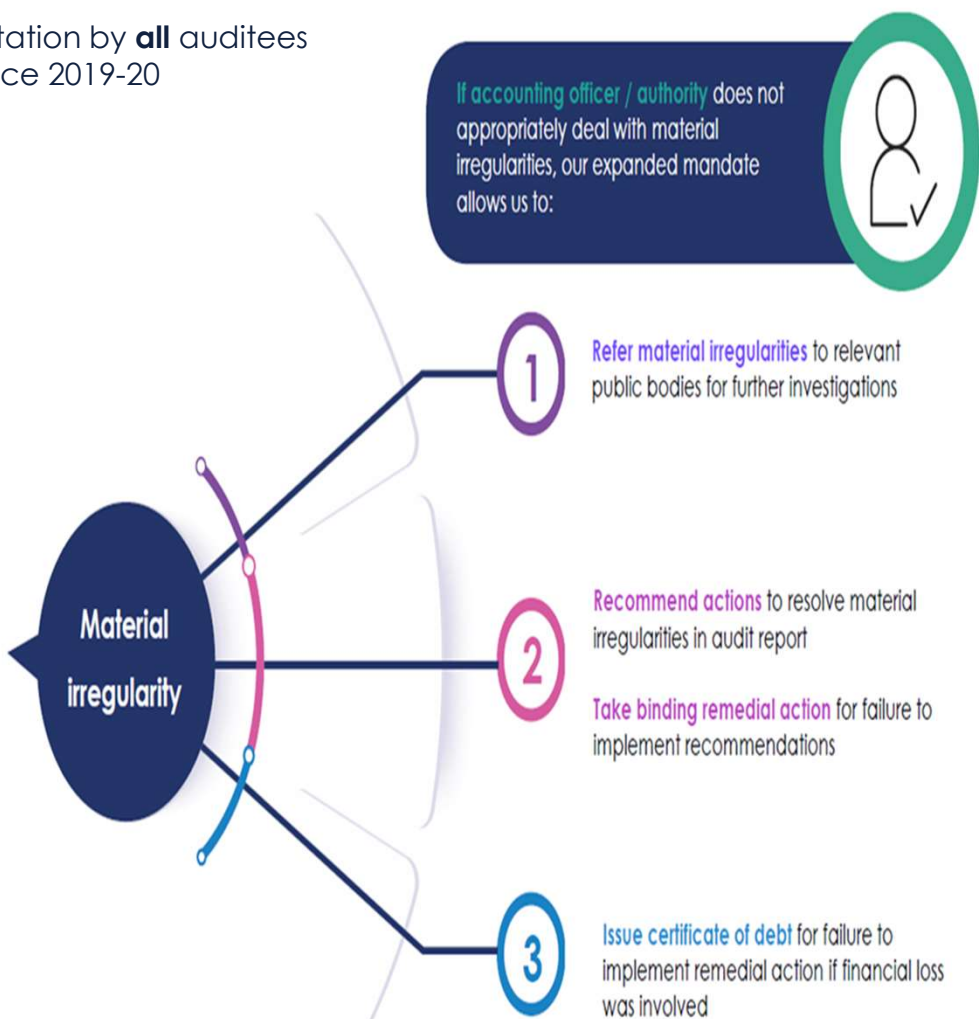 tation by all auditees
ce 2019-20
If accounting officer / authority does not
appropriately deal with material
irregularities, our expanded mandate
allows us to:
1
Refer material irregularities to relevant
public bodies for further investigations
Material
irregularity
2
Recommend actions to resolve material
irregularities in audit report
Take binding remedial action for failure to
implement recommendations
3
Issue certificate of debt for failure to
implement remedial action if financial loss
was involved